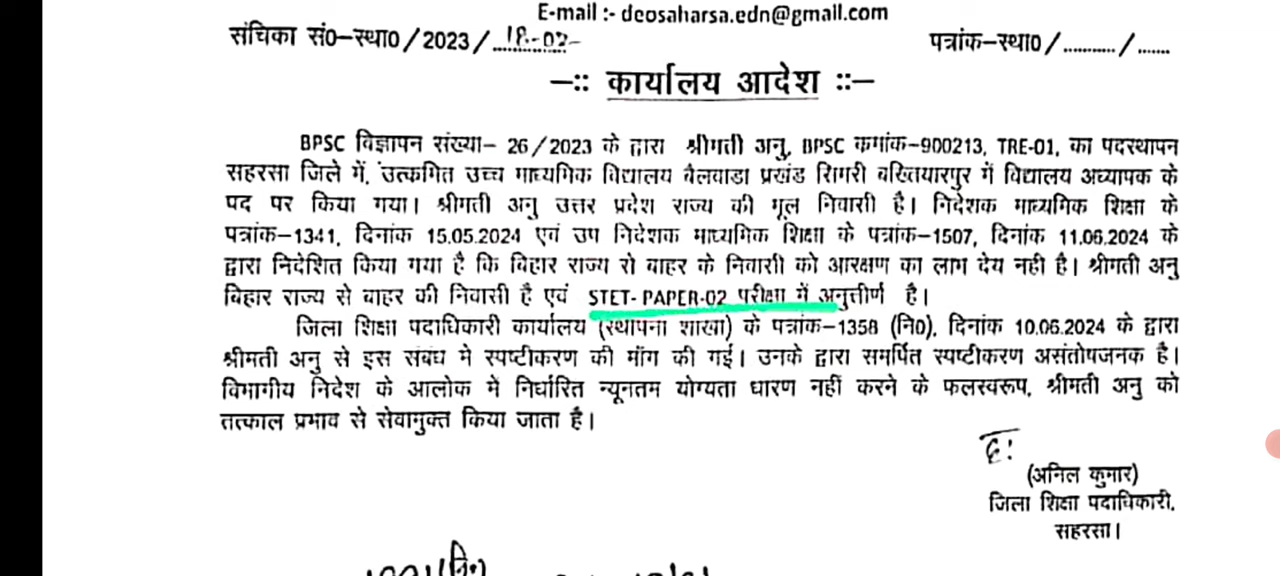 E-mail :- deosaharsa.edn@gmail.com
संचिका सं0-स्था0/2023/ 18-02-
पत्रांक-स्था0/........../.......
-:: कार्यालय आदेश ::-
BPSC विज्ञापन संख्या- 26/2023 के द्वारा श्रीमती अनु, BPSC कमांक-900213, TRE-01, का पदस्थापन
सहरसा जिले में, उत्कमित उच्च माध्यमिक विद्यालय बैलवाडा प्रखंड सिमरी बख्तियारपुर में विद्यालय अध्यापक के
पद पर किया गया। श्रीमती अनु उत्तर प्रदेश राज्य की मूल निवासी है। निदेशक माध्यमिक शिक्षा के
पत्रांक-1341, दिनांक 15.05.2024 एवं उप निदेशक माध्यमिक शिक्षा के पत्रांक-1507, दिनांक 11.06.2024 के
द्वारा निदेशित किया गया है कि बिहार राज्य से बाहर के निवासी को आरक्षण का लाभ देय नही है। श्रीमती अनु
बिहार राज्य से बाहर की निवासी है एवं STET- PAPER-02 परीक्षा में अनुत्तीर्ण है।
जिला शिक्षा पदाधिकारी कार्यालय (स्थापना शाखा) के पत्रांक-1358 (नि0), दिनांक 10.06.2024 के द्वारा
श्रीमती अनु से इस संबंध मे स्पष्टीकरण की माँग की गई। उनके द्वारा समर्पित स्पष्टीकरण असंतोषजनक है।
विभागीय निदेश के आलोक में निर्धारित न्यूनतम योग्यता धारण नहीं करने के फलस्वरूप, श्रीमती अनु को
तत्काल प्रभाव से सेवामुक्त किया जाता है।
ह0:
(अनिल कुमार)
जिला शिक्षा पदाधिकारी,
सहरसा।